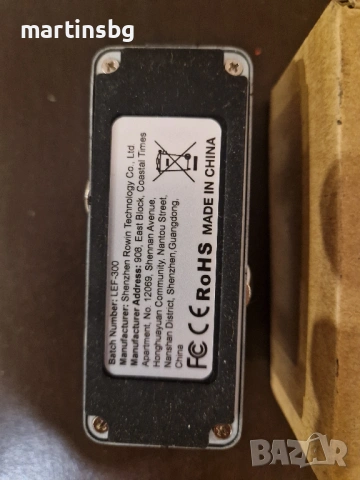 martinsbg
Batch Number: LEF-300
Manufacturer: Shenzhen Rowin Technology Co., Ltd
Manufacturer Address: 908, East Block, Coastal Times
Apartment, No. 12069, Shennan Avenue,
Honghuayuan Community, Nantou Street,
Nanshan District, Shenzhen,Guangdong,
China
FC CE RoHS MADE IN CHINA
BAZAR